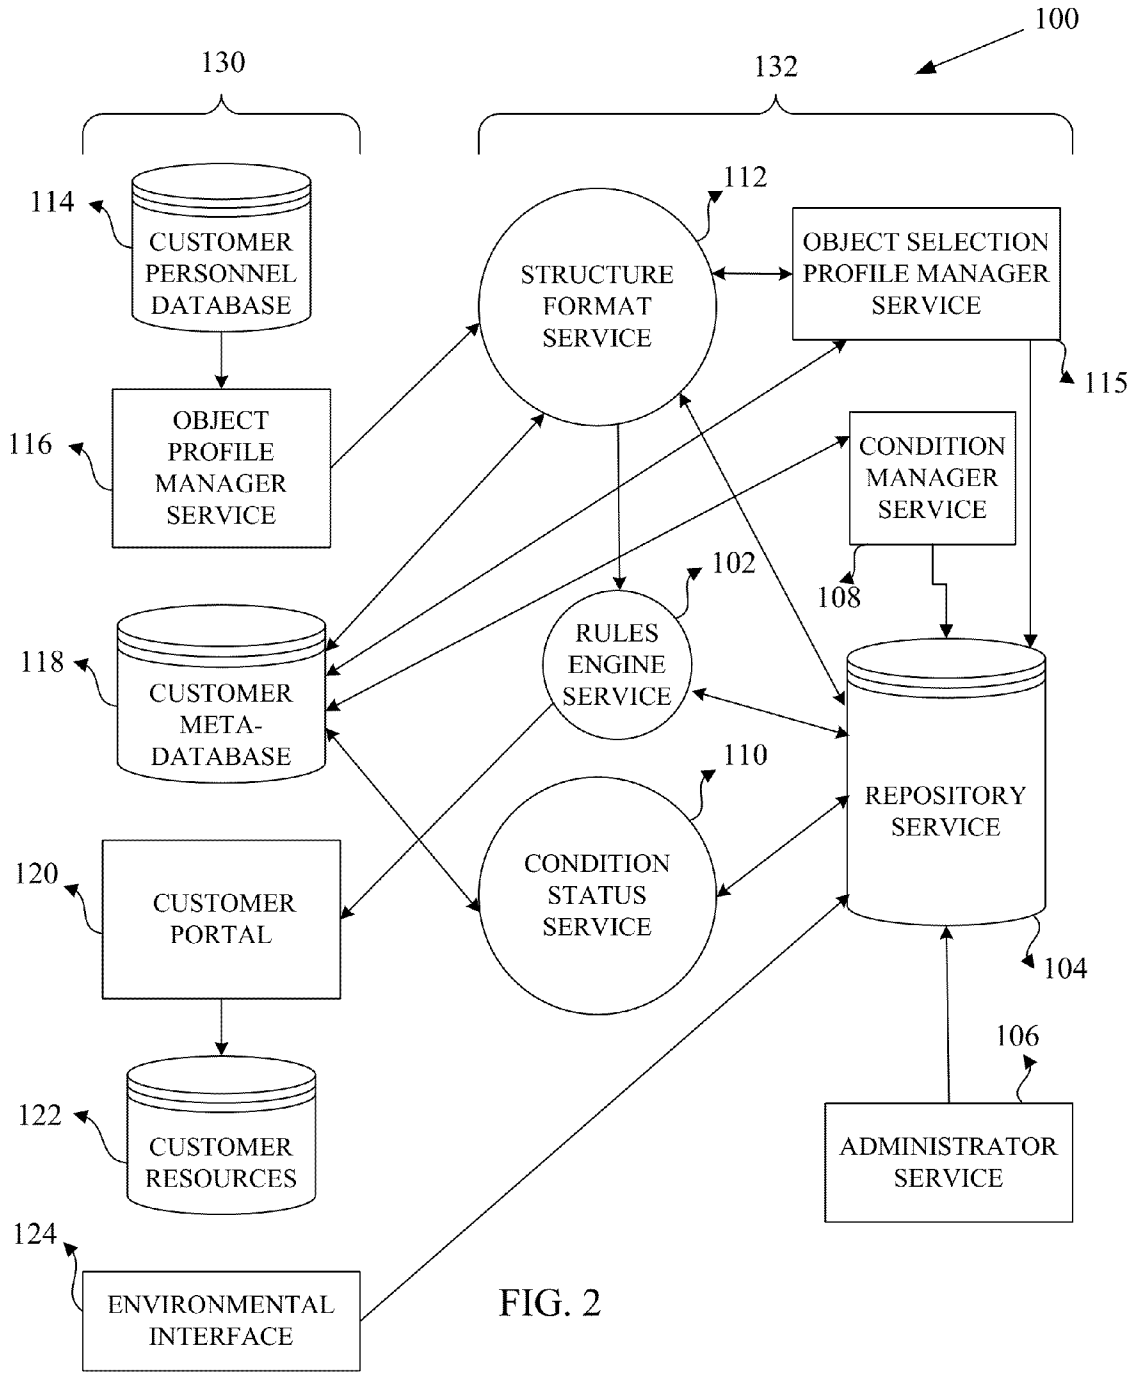 100
130
132
114
CUSTOMER
PERSONNEL
DATABASE
112
STRUCTURE
FORMAT
SERVICE
OBJECT SELECTION
PROFILE MANAGER
SERVICE
115
116
OBJECT
PROFILE
MANAGER
SERVICE
CONDITION
MANAGER
SERVICE
108
102
RULES
ENGINE
SERVICE
118
CUSTOMER
META-
DATABASE
110
REPOSITORY
SERVICE
104
120
CUSTOMER
PORTAL
CONDITION
STATUS
SERVICE
106
ADMINISTRATOR
SERVICE
122
CUSTOMER
RESOURCES
124
ENVIRONMENTAL
INTERFACE
FIG. 2